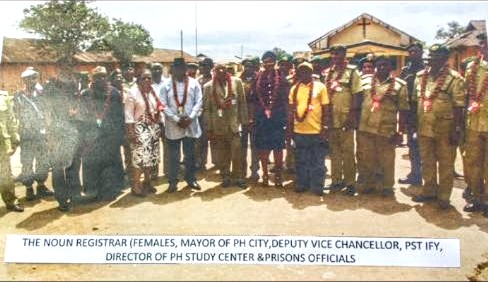 THE NOUN REGISTRAR (FEMALES, MAYOR OF PH CITY,DEPUTY VICE CHANCELLOR, PST IFY,
DIRECTOR OF PH STUDY CENTER &PRISONS OFFICIALS